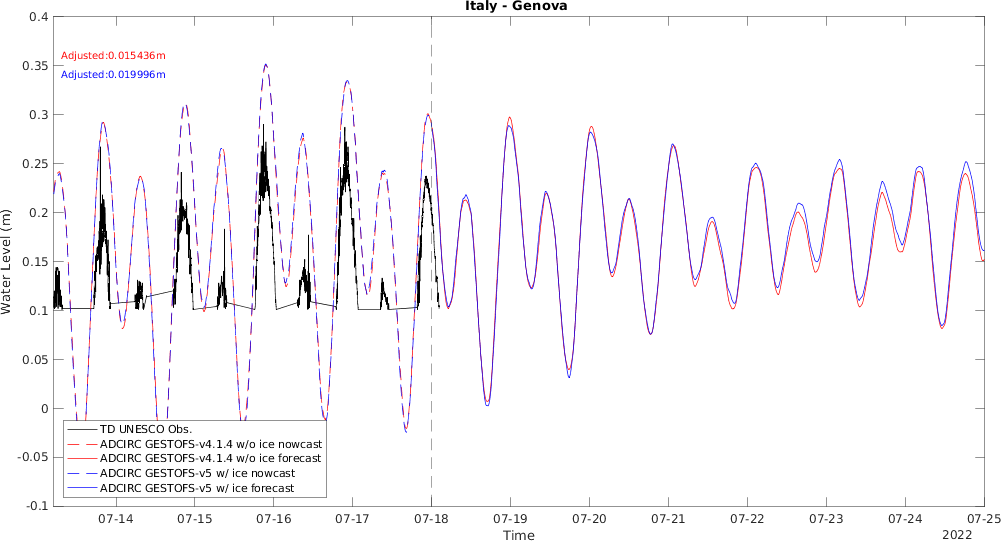 Italy - Genova
Adjusted:0.015436m
Adjusted:0.019996m
0.4
0.35
0.3
0.25
0.2
0.15
0.1
0.05
0
-0.05
-0.1
Water Level (m)
TD UNESCO Obs.
ADCIRC GESTOFS-v4.1.4 w/o ice nowcast
ADCIRC GESTOFS-v4.1.4 w/o ice forecast
ADCIRC GESTOFS-v5 w/ ice nowcast
ADCIRC GESTOFS-v5 w/ ice forecast
07-14 07-15 07-16 07-17 07-18 07-19 07-20 07-21 07-22 07-23 07-24 07-25
Time
2022